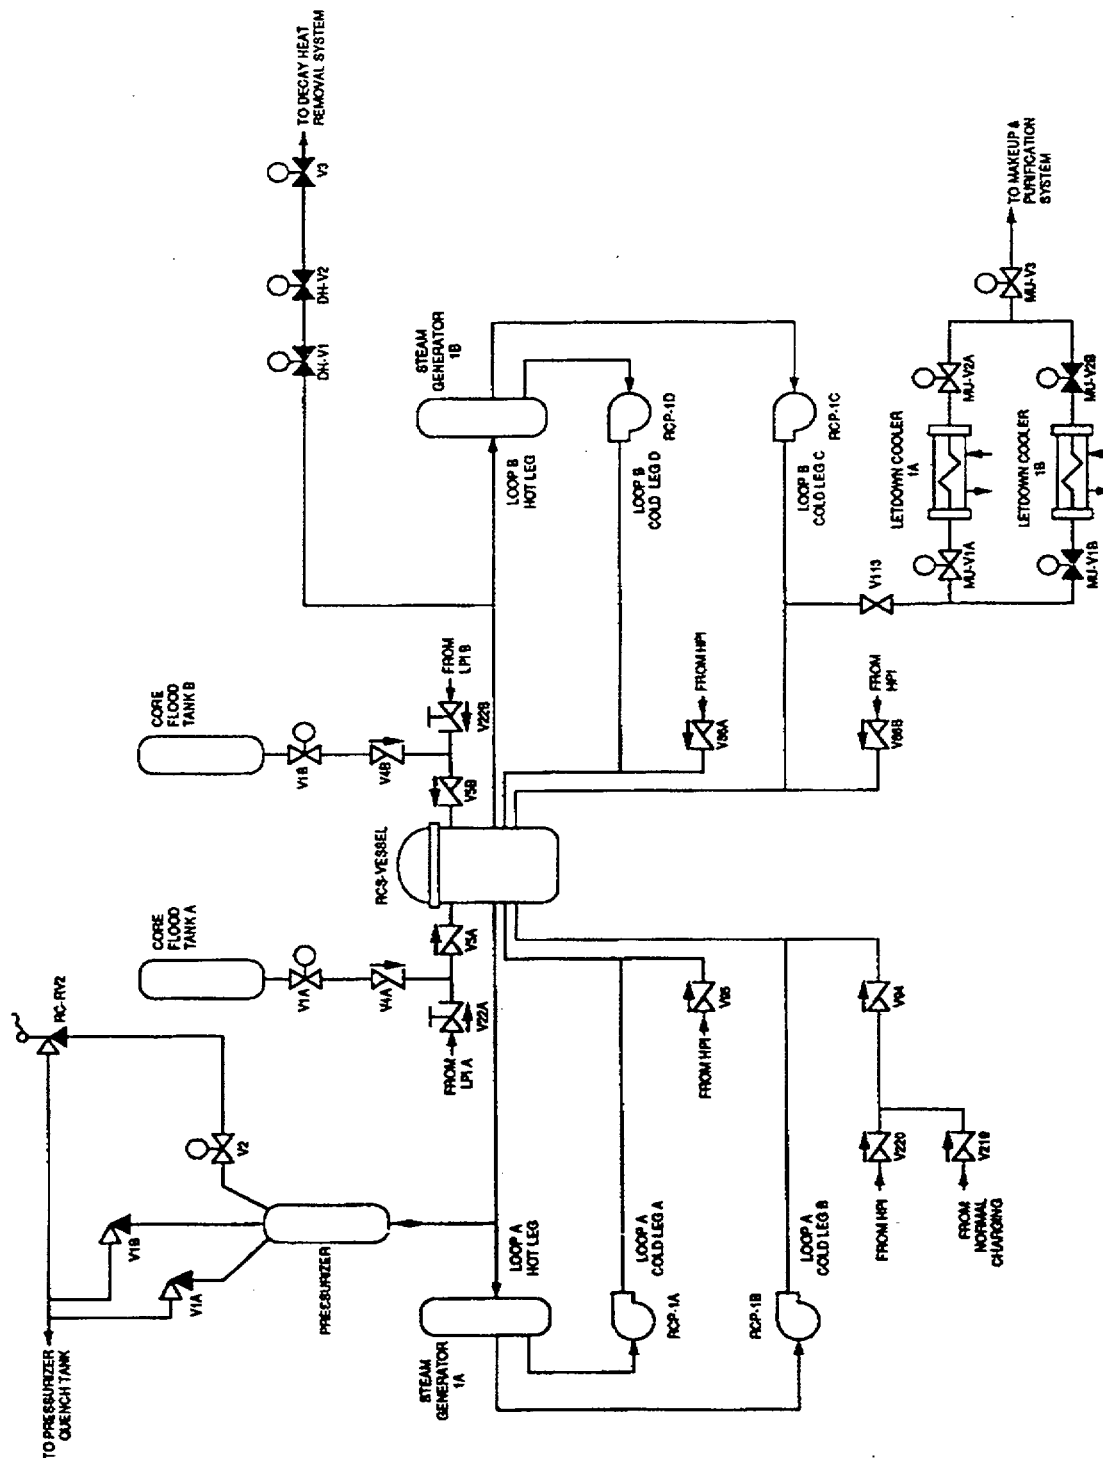 TO PRESSURIZER
QUENCH TANK
V1A
V1B
RC-RV2
V2
PRESSURIZER
CORE
FLOOD
TANK A
V1A
V4A
V22A
FROM
LPI A
V5A
RCS-VESSEL
CORE
FLOOD
TANK B
V1B
V4B
V5B
V22B
FROM
LPI B
DH-V1
DH-V2
V3
TO DECAY HEAT
REMOVAL SYSTEM
STEAM
GENERATOR
1A
LOOP A
HOT LEG
STEAM
GENERATOR
1B
LOOP B
HOT LEG
RCP-1A
LOOP A
COLD LEG A
FROM HPI
V95
FROM HPI
LOOP B
COLD LEG D
RCP-1D
RCP-1B
LOOP A
COLD LEG B
LOOP B
COLD LEG C
RCP-1C
FROM HPI
V220
FROM
NORMAL
CHARGING
V219
V94
FROM
HPI
V113
MU-V1A
LETDOWN COOLER
1A
MU-V2A
MU-V1B
LETDOWN COOLER
1B
MU-V2B
MU-V3
TO MAKEUP &
PURIFICATION
SYSTEM